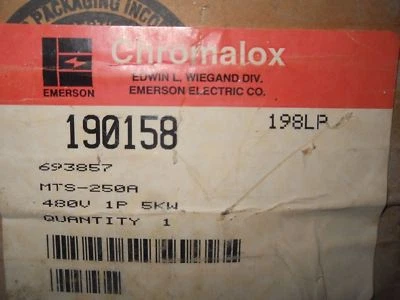 PACKAGING INCO
Chromalox
EDWIN L. WIEGAND DIV.
EMERSON ELECTRIC CO.
EMERSON
190158
198LP
693857
MTS-250A
480V 1P 5KW
QUANTITY 1